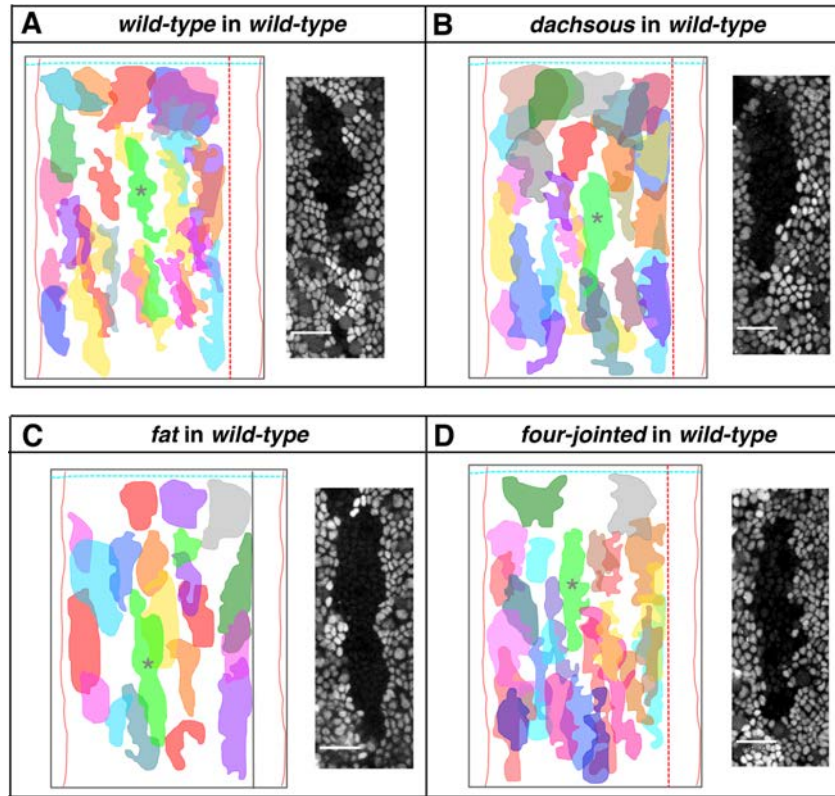 A wild-type in wild-type
B dachsous in wild-type
C fat in wild-type
D four-jointed in wild-type